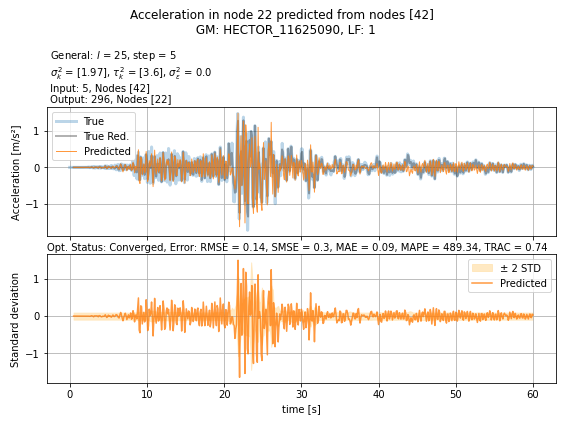 Acceleration in node 22 predicted from nodes [42]
GM: HECTOR_11625090, LF: 1
General: l = 25, step = 5
σ²ₖ = [1.97], τ²ₖ = [3.6], σ²ε = 0.0
Input: 5, Nodes [42]
Output: 296, Nodes [22]
True
True Red.
Predicted
Acceleration [m/s²]
1
0
−1
Opt. Status: Converged, Error: RMSE = 0.14, SMSE = 0.3, MAE = 0.09, MAPE = 489.34, TRAC = 0.74
± 2 STD
Predicted
Standard deviation
1
0
−1
0 10 20 30 40 50 60
time [s]